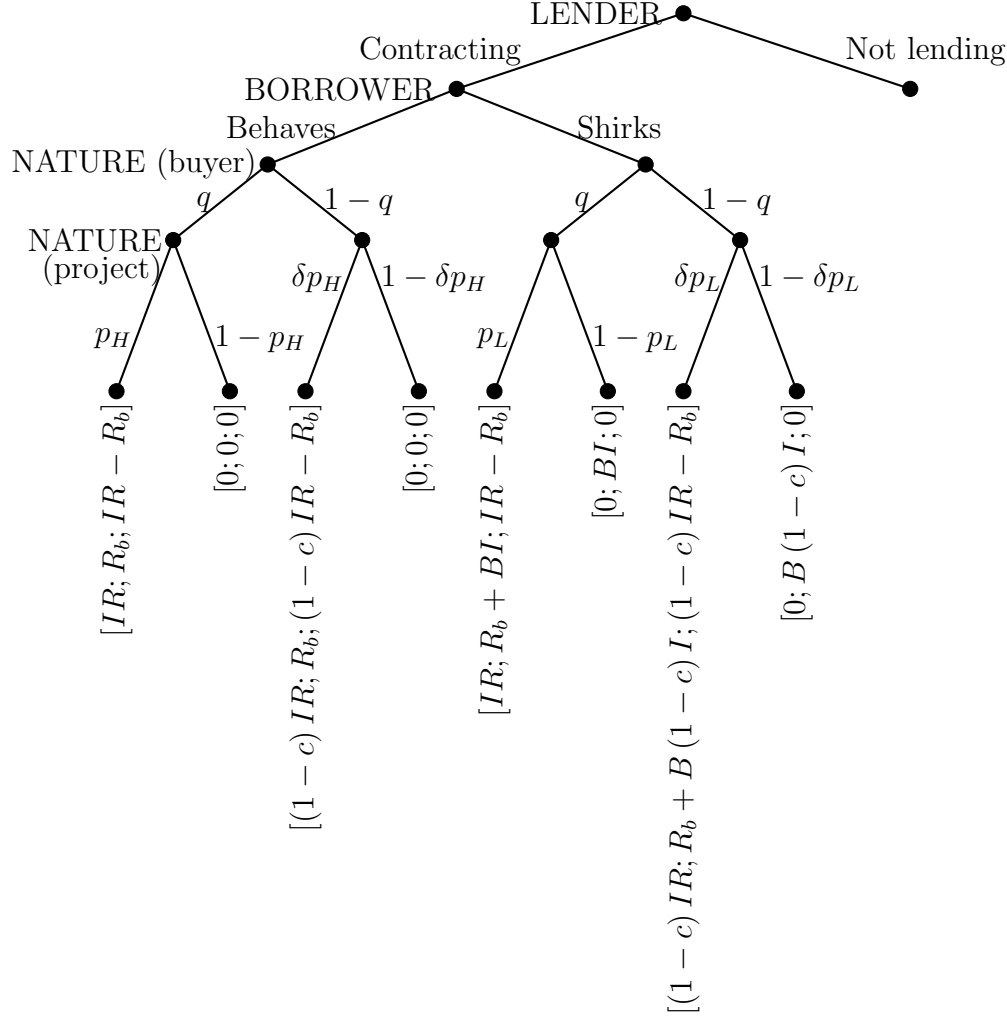 LENDER
Contracting
Not lending
BORROWER
Behaves
Shirks
NATURE (buyer)
q
1 − q
q
1 − q
NATURE
(project)
δp_H
1 − δp_H
δp_L
1 − δp_L
p_H
1 − p_H
p_L
1 − p_L
[IR; R_b; IR − R_b]
[0; 0; 0]
[(1 − c) IR; R_b; (1 − c) IR − R_b]
[0; 0; 0]
[IR; R_b + BI; IR − R_b]
[0; BI; 0]
[(1 − c) IR; R_b + B (1 − c) I; (1 − c) IR − R_b]
[0; B (1 − c) I; 0]